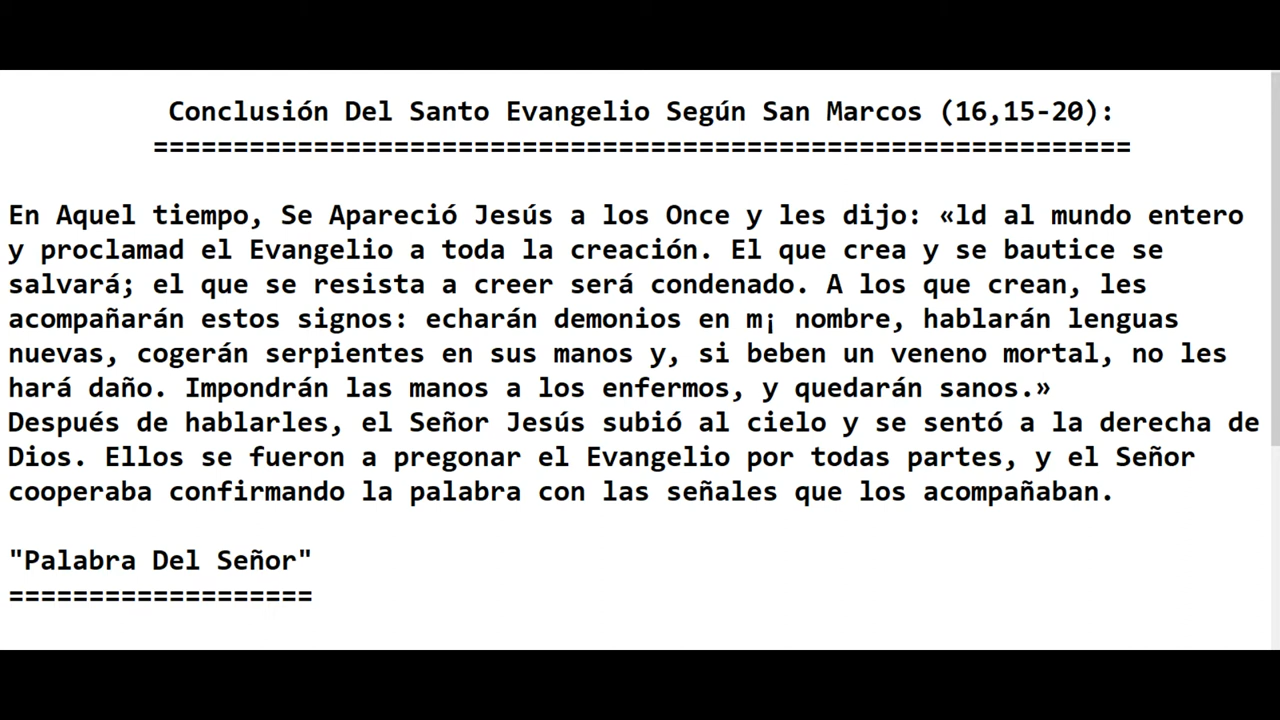 Conclusión Del Santo Evangelio Según San Marcos (16,15-20):
=============================================================
En Aquel tiempo, Se Apareció Jesús a los Once y les dijo: «ld al mundo entero
y proclamad el Evangelio a toda la creación. El que crea y se bautice se
salvará; el que se resista a creer será condenado. A los que crean, les
acompañarán estos signos: echarán demonios en m¡ nombre, hablarán lenguas
nuevas, cogerán serpientes en sus manos y, si beben un veneno mortal, no les
hará daño. Impondrán las manos a los enfermos, y quedarán sanos.»
Después de hablarles, el Señor Jesús subió al cielo y se sentó a la derecha de
Dios. Ellos se fueron a pregonar el Evangelio por todas partes, y el Señor
cooperaba confirmando la palabra con las señales que los acompañaban.
"Palabra Del Señor"
===================